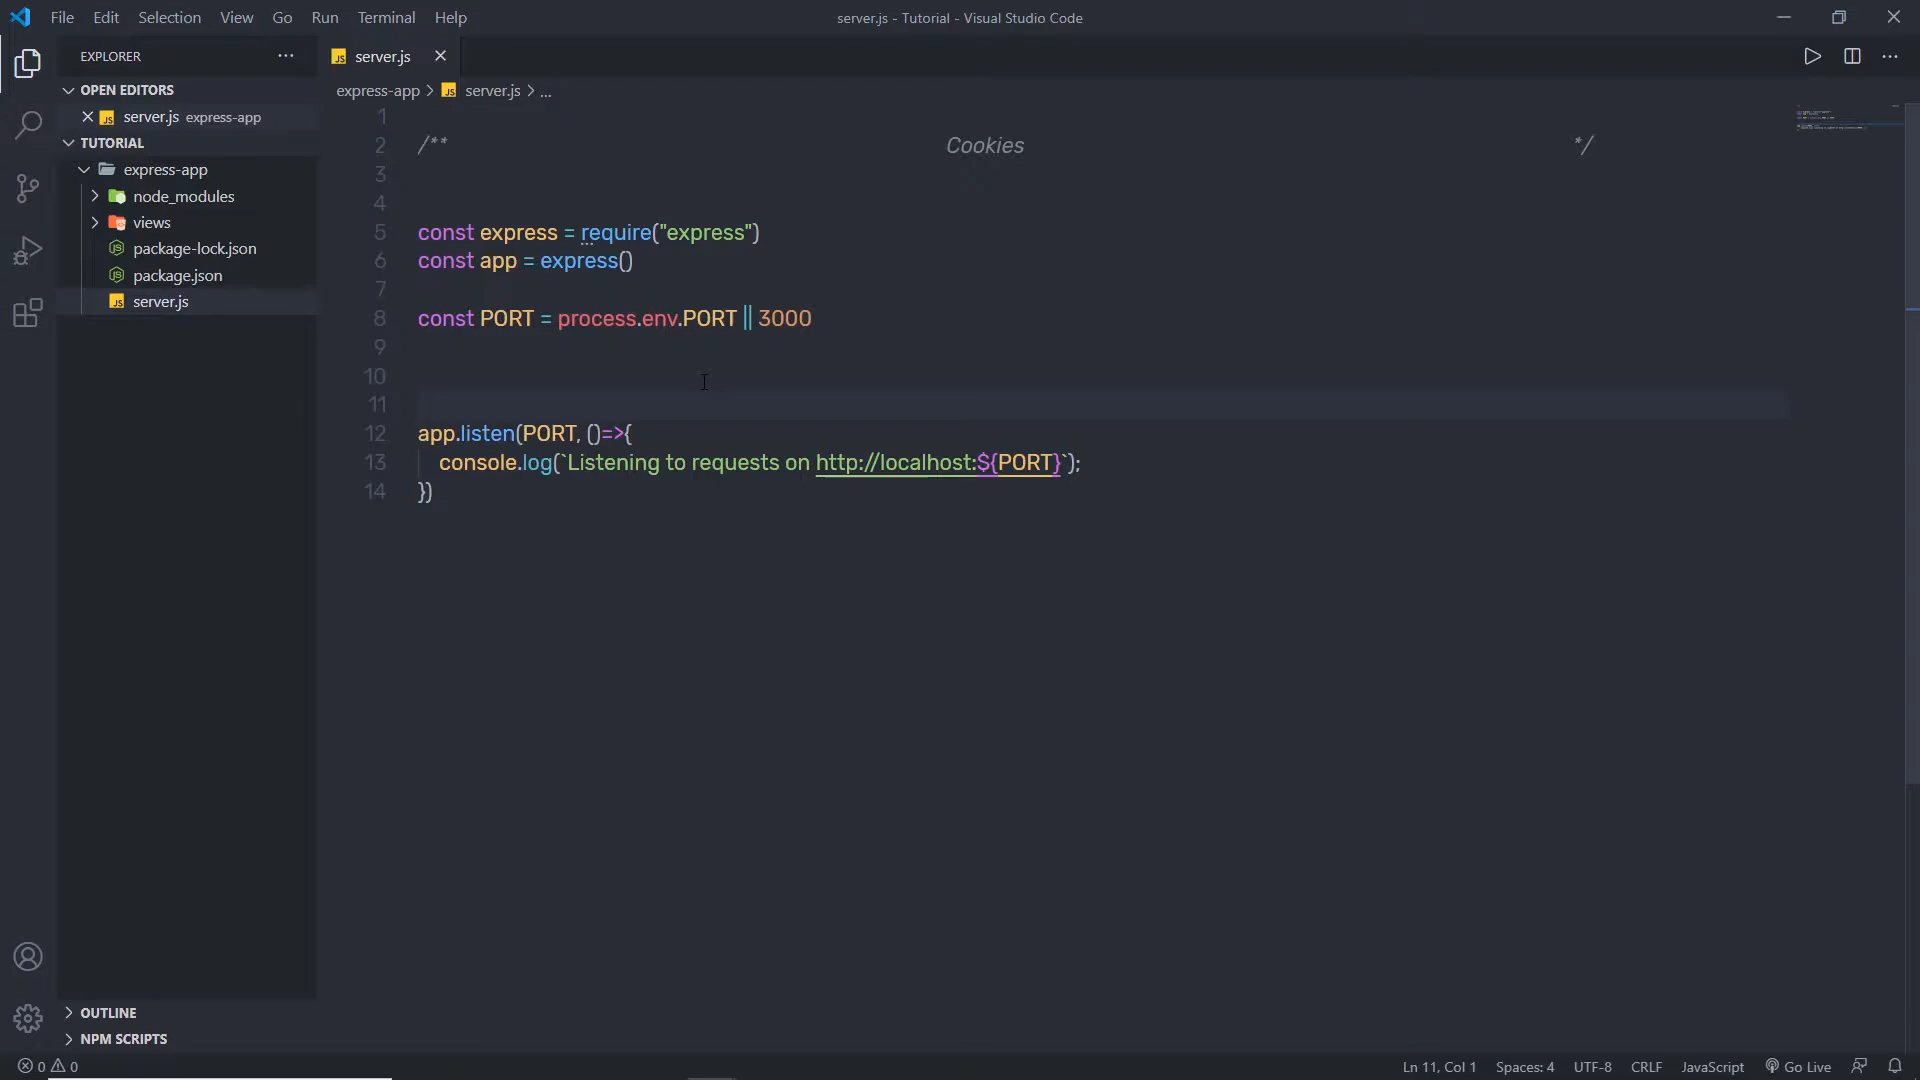 File Edit Selection View Go Run Terminal Help
server.js - Tutorial - Visual Studio Code
EXPLORER
OPEN EDITORS
server.js express-app
TUTORIAL
express-app
node_modules
views
package-lock.json
package.json
server.js
OUTLINE
NPM SCRIPTS
server.js
express-app > server.js > ...
1
2 /** Cookies */
3
4
5 const express = require("express")
6 const app = express()
7
8 const PORT = process.env.PORT || 3000
9
10
11
12 app.listen(PORT, ()=>{
13 console.log(`Listening to requests on http://localhost:${PORT}`);
14 })
0 0
Ln 11, Col 1 Spaces: 4 UTF-8 CRLF JavaScript Go Live